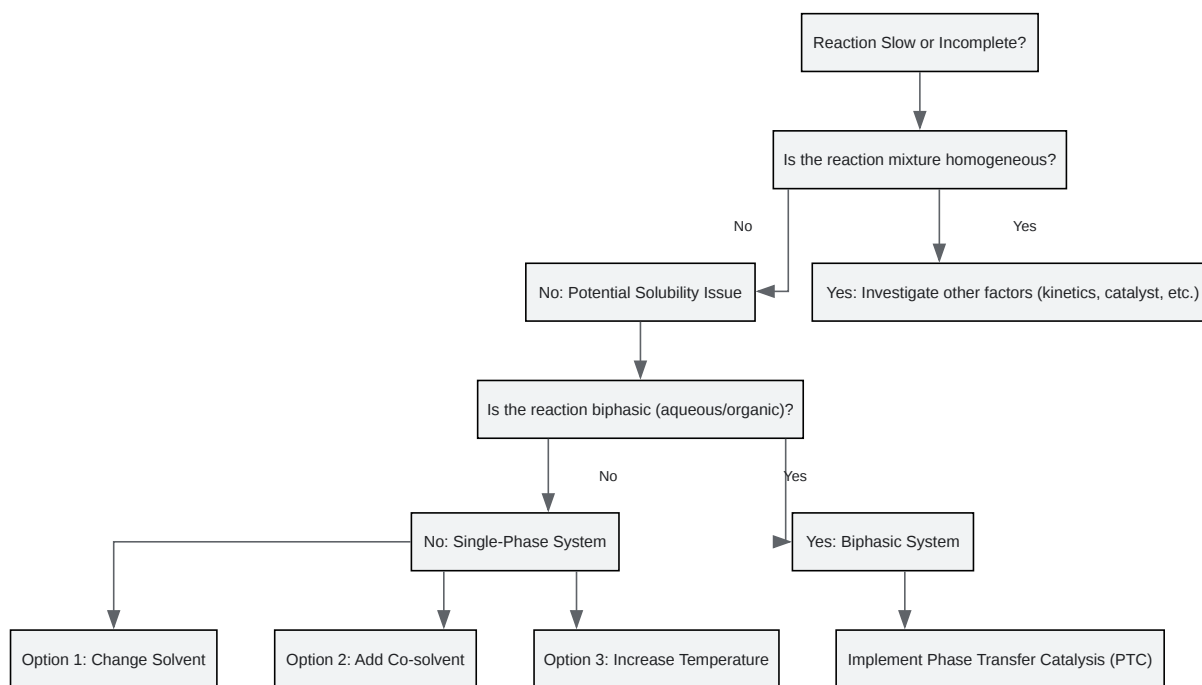 Reaction Slow or Incomplete?
Is the reaction mixture homogeneous?
No
Yes
No: Potential Solubility Issue
Yes: Investigate other factors (kinetics, catalyst, etc.)
Is the reaction biphasic (aqueous/organic)?
No
Yes
No: Single-Phase System
Yes: Biphasic System
Option 1: Change Solvent
Option 2: Add Co-solvent
Option 3: Increase Temperature
Implement Phase Transfer Catalysis (PTC)